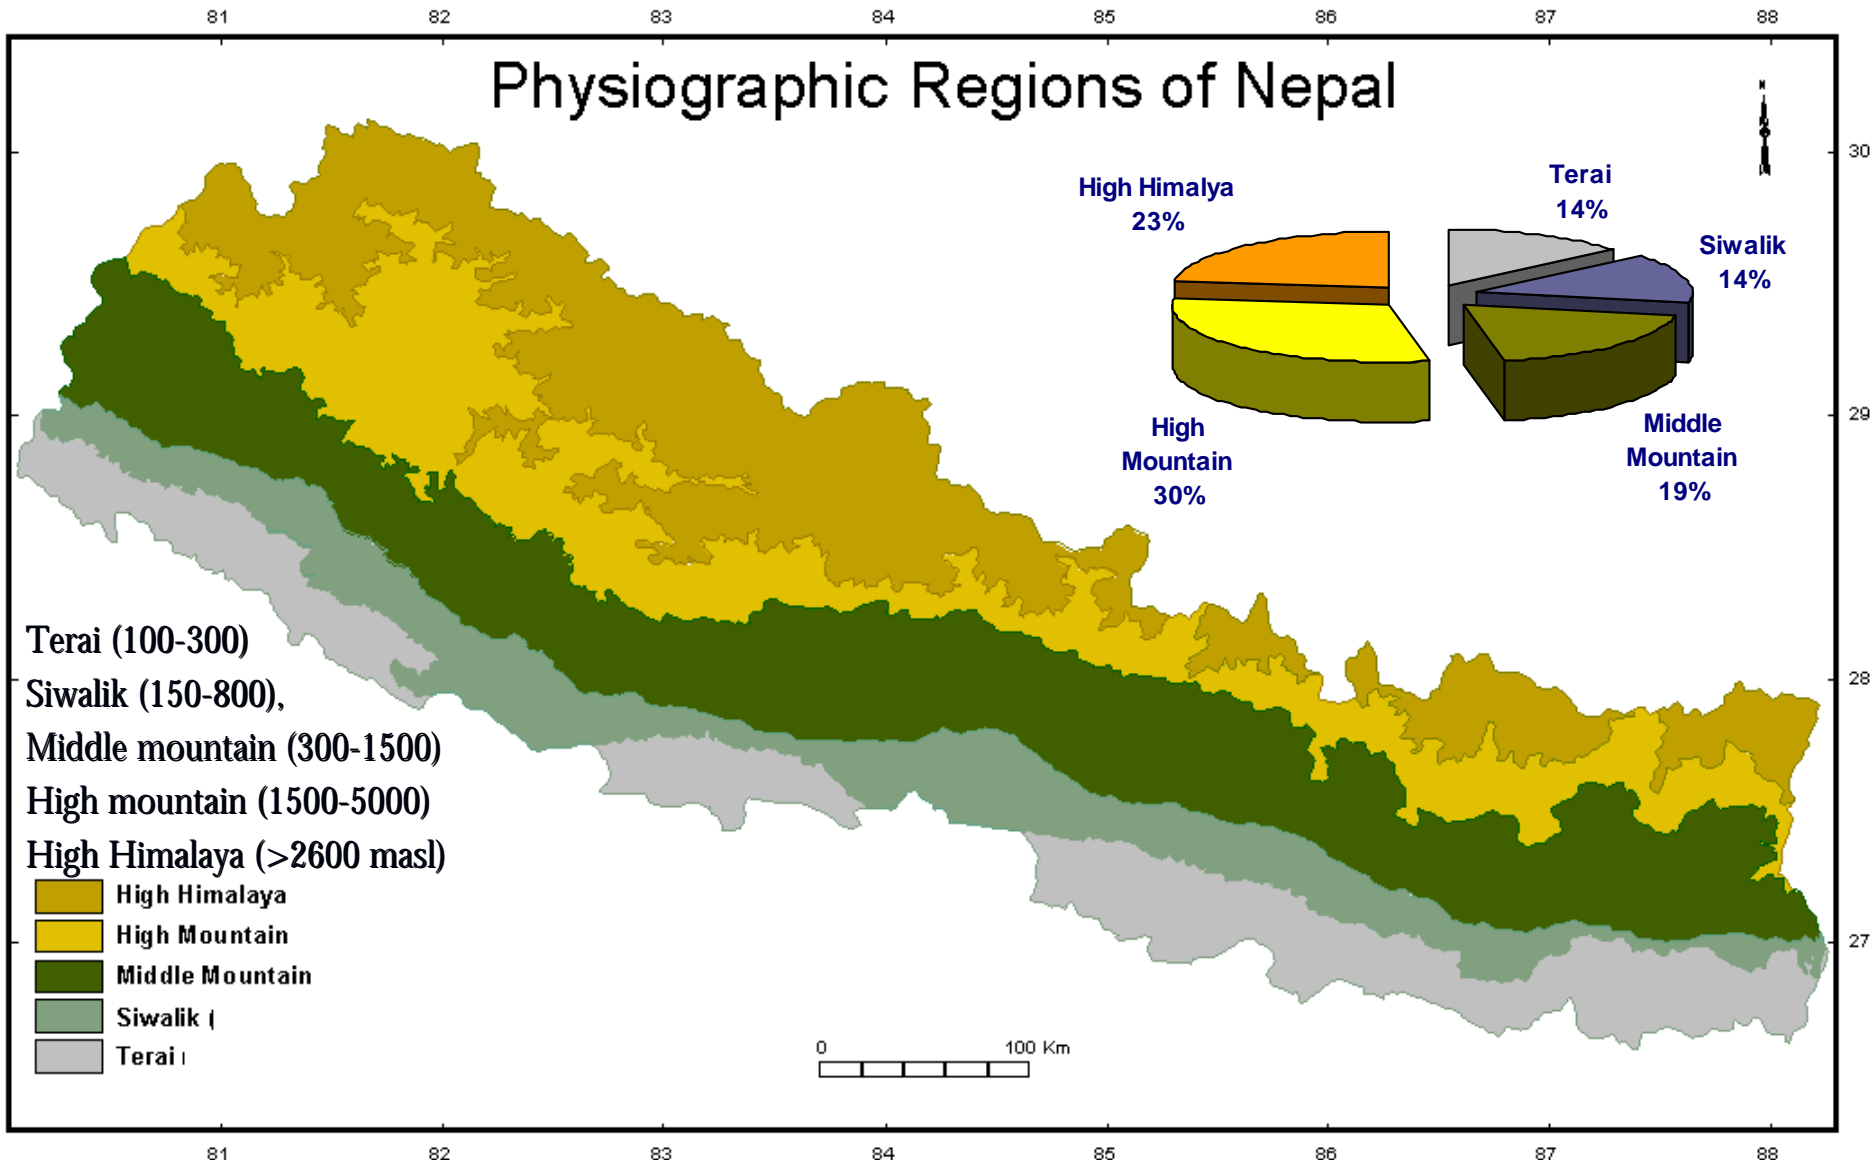 81 82 83 84 85 86 87 88
Physiographic Regions of Nepal
N
30
29
28
27
High Himalya
23%
Terai
14%
Siwalik
14%
High
Mountain
30%
Middle
Mountain
19%
Terai (100-300)
Siwalik (150-800),
Middle mountain (300-1500)
High mountain (1500-5000)
High Himalaya (>2600 masl)
High Himalaya
High Mountain
Middle Mountain
Siwalik (
Terai
0 100 Km
81 82 83 84 85 86 87 88